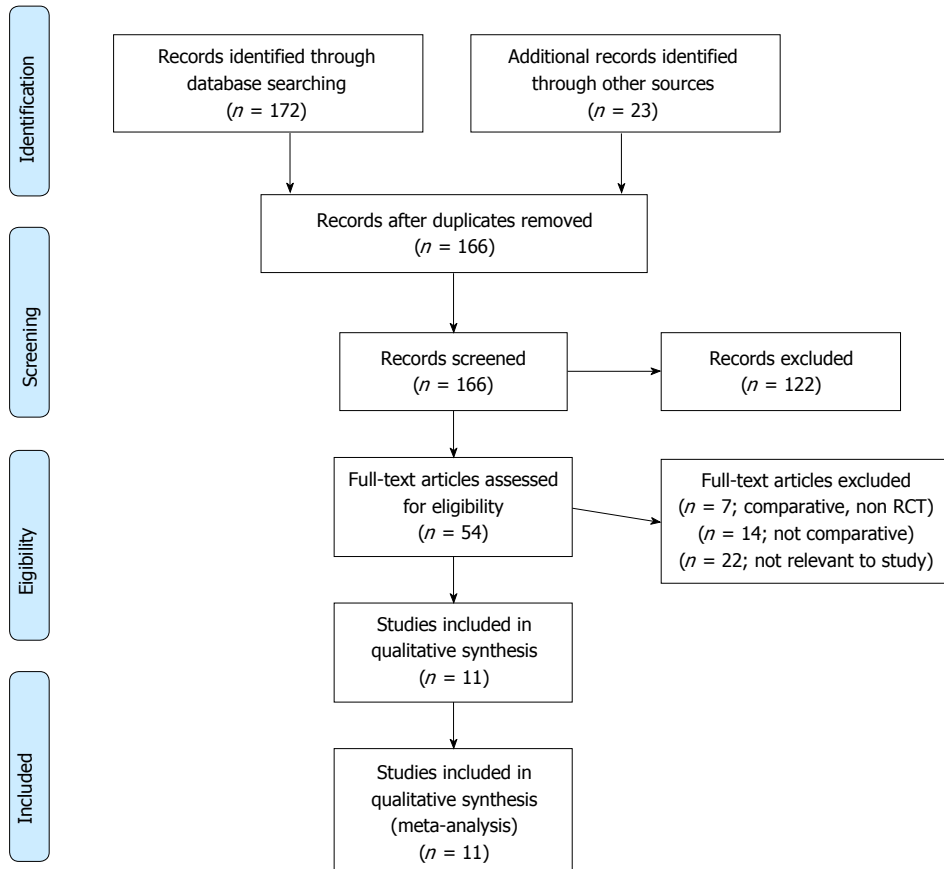 Identification
Records identified through
database searching
(n = 172)
Additional records identified
through other sources
(n = 23)
Records after duplicates removed
(n = 166)
Screening
Records screened
(n = 166)
Records excluded
(n = 122)
Eigibility
Full-text articles assessed
for eligibility
(n = 54)
Full-text articles excluded
(n = 7; comparative, non RCT)
(n = 14; not comparative)
(n = 22; not relevant to study)
Studies included in
qualitative synthesis
(n = 11)
Included
Studies included in
qualitative synthesis
(meta-analysis)
(n = 11)